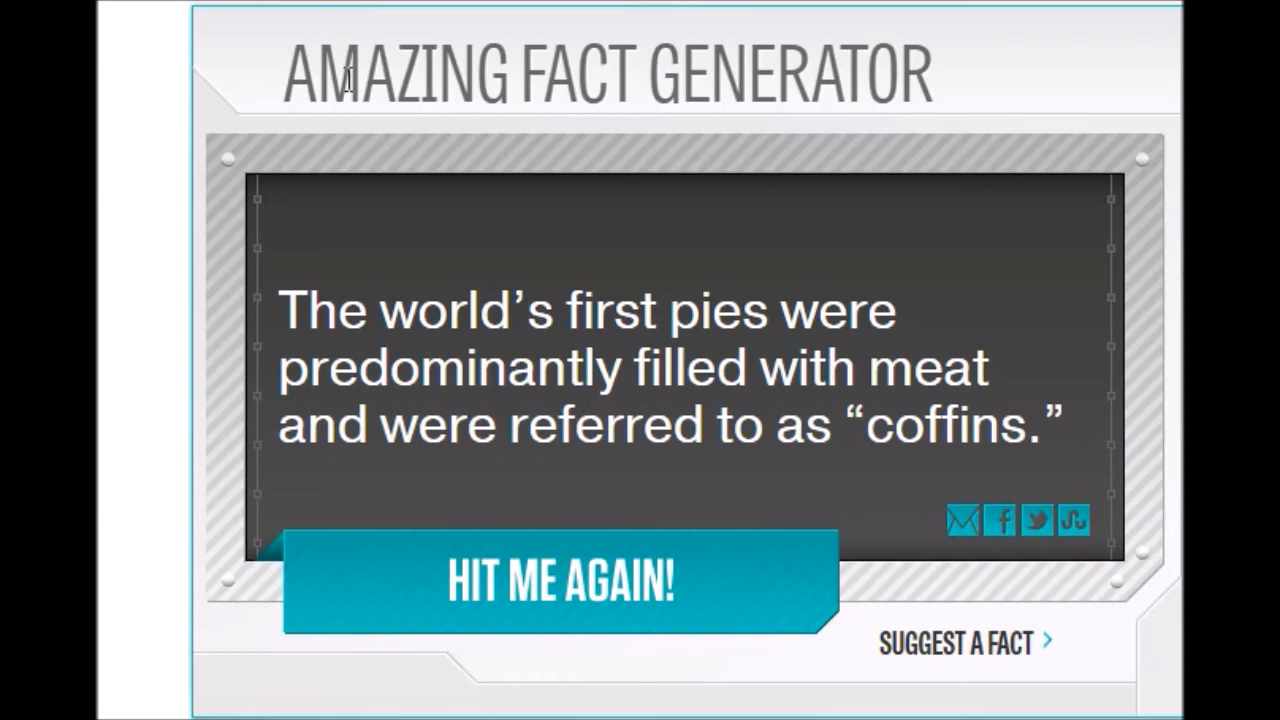 AMAZING FACT GENERATOR
The world’s first pies were
predominantly filled with meat
and were referred to as “coffins.”
HIT ME AGAIN!
SUGGEST A FACT >